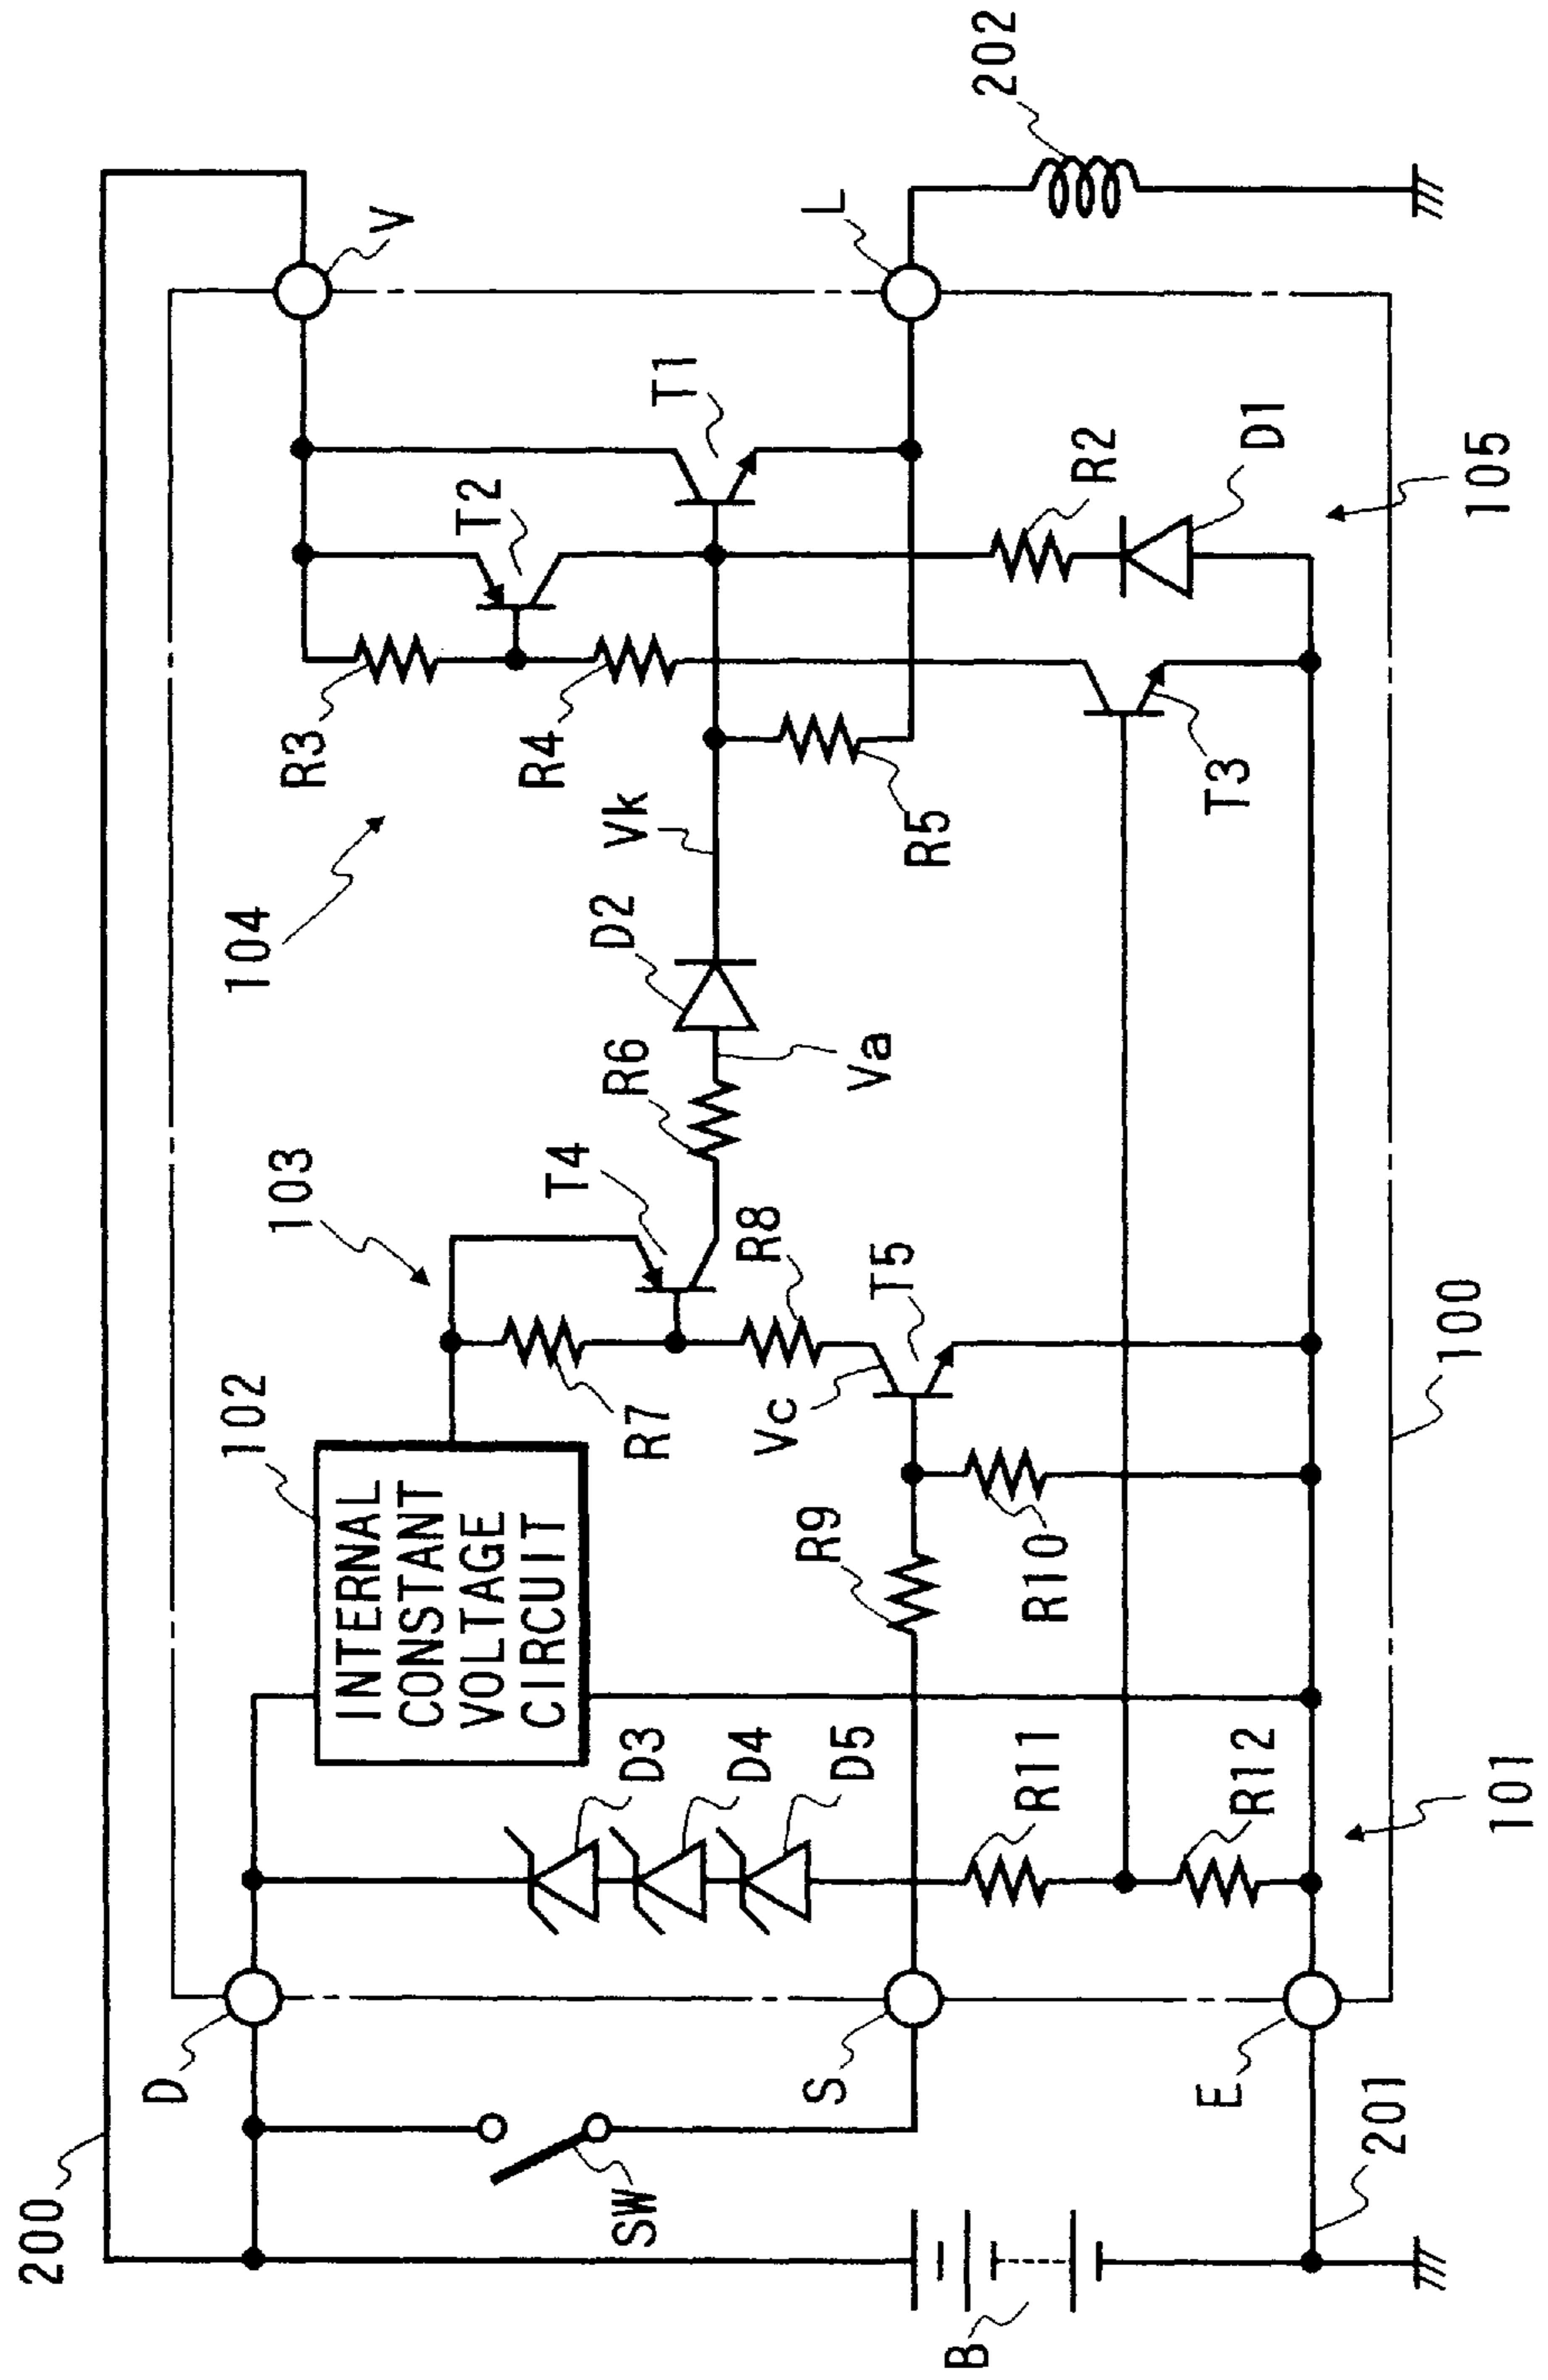 200
D
102
104
103
R3
V
INTERNAL
CONSTANT
VOLTAGE
CIRCUIT
T2
R4
T4
SW
D3
R7
R6
D2
Vk
T1
D4
Vc
R8
S
D5
R9
L
T5
Va
R5
B
202
R11
R10
R2
E
R12
T3
D1
201
100
105
101